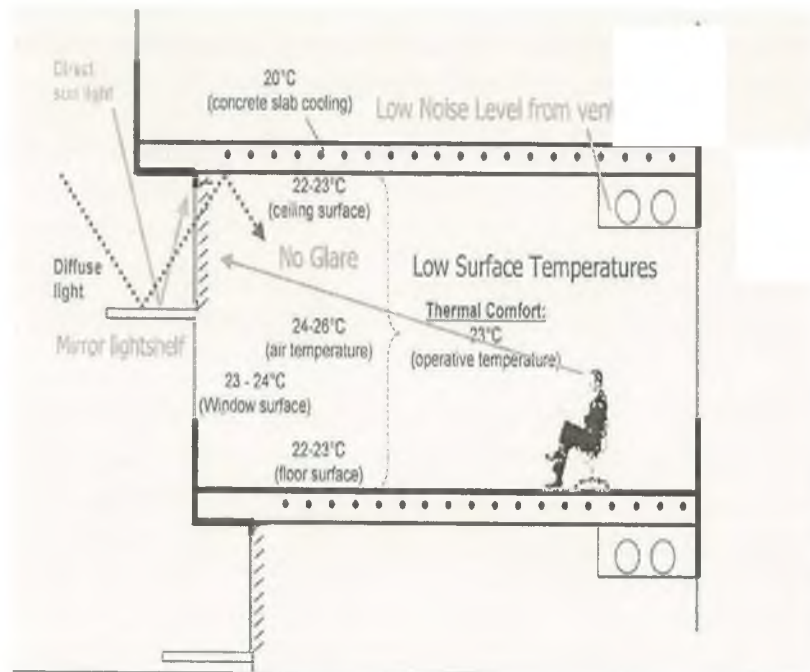 Direct
sun light
20°C
(concrete slab cooling)
Low Noise Level from vent
22-23°C
(ceiling surface)
No Glare
Diffuse
light
Low Surface Temperatures
Thermal Comfort:
23°C
(operative temperature)
24-26°C
(air temperature)
Mirror lightshelf
23 - 24°C
(Window surface)
22-23°C
(floor surface)